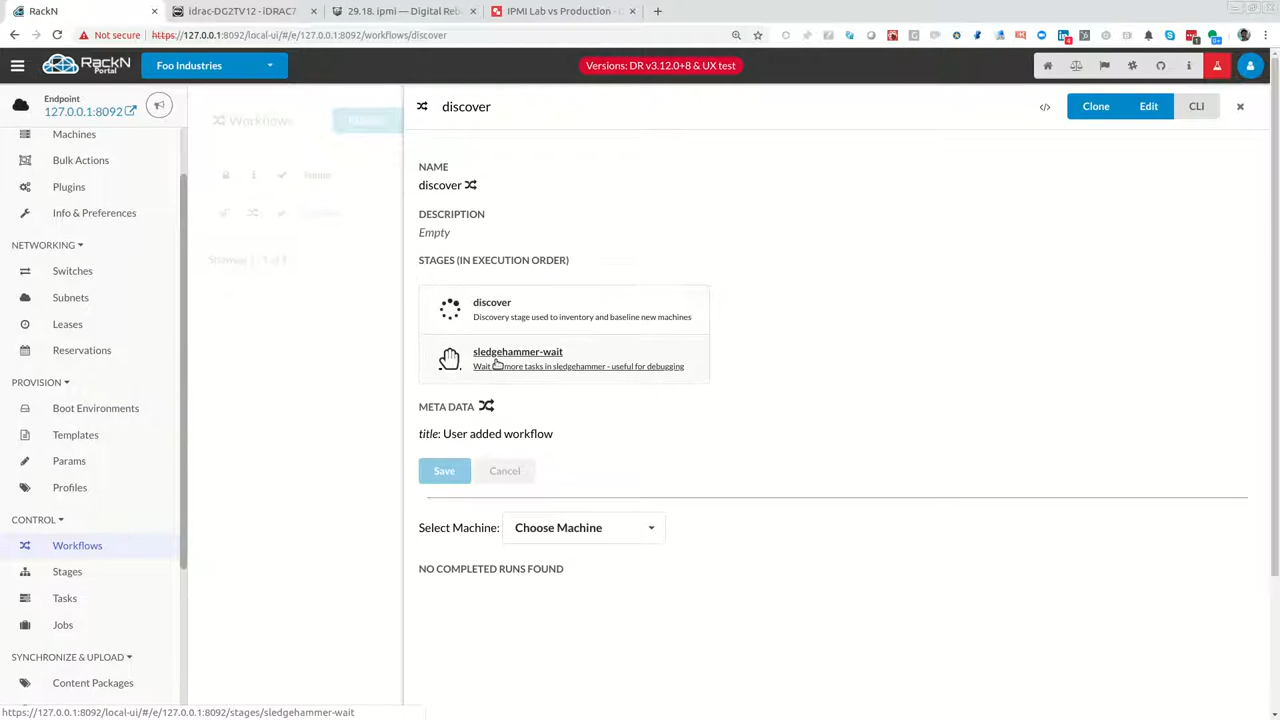 RackN
idrac-DG2TV12 - iDRAC7
29.18. ipmi — Digital Reb
IPMI Lab vs Production - G
Not secure
https://127.0.0.1:8092/local-ui/#/e/127.0.0.1:8092/workflows/discover
RackN
Portal
Foo Industries
Versions: DR v3.12.0+8 & UX test
Endpoint
127.0.0.1:8092
Machines
Bulk Actions
Plugins
Info & Preferences
NETWORKING
Switches
Subnets
Leases
Reservations
PROVISION
Boot Environments
Templates
Params
Profiles
CONTROL
Workflows
Stages
Tasks
Jobs
SYNCHRONIZE & UPLOAD
Content Packages
Workflows
Name
discover
Clone
Edit
CLI
NAME
discover
DESCRIPTION
Empty
STAGES (IN EXECUTION ORDER)
discover
Discovery stage used to inventory and baseline new machines
sledgehammer-wait
Wait more tasks in sledgehammer - useful for debugging
META DATA
title: User added workflow
Save
Cancel
Select Machine:
Choose Machine
NO COMPLETED RUNS FOUND
https://127.0.0.1:8092/local-ui/#/e/127.0.0.1:8092/stages/sledgehammer-wait